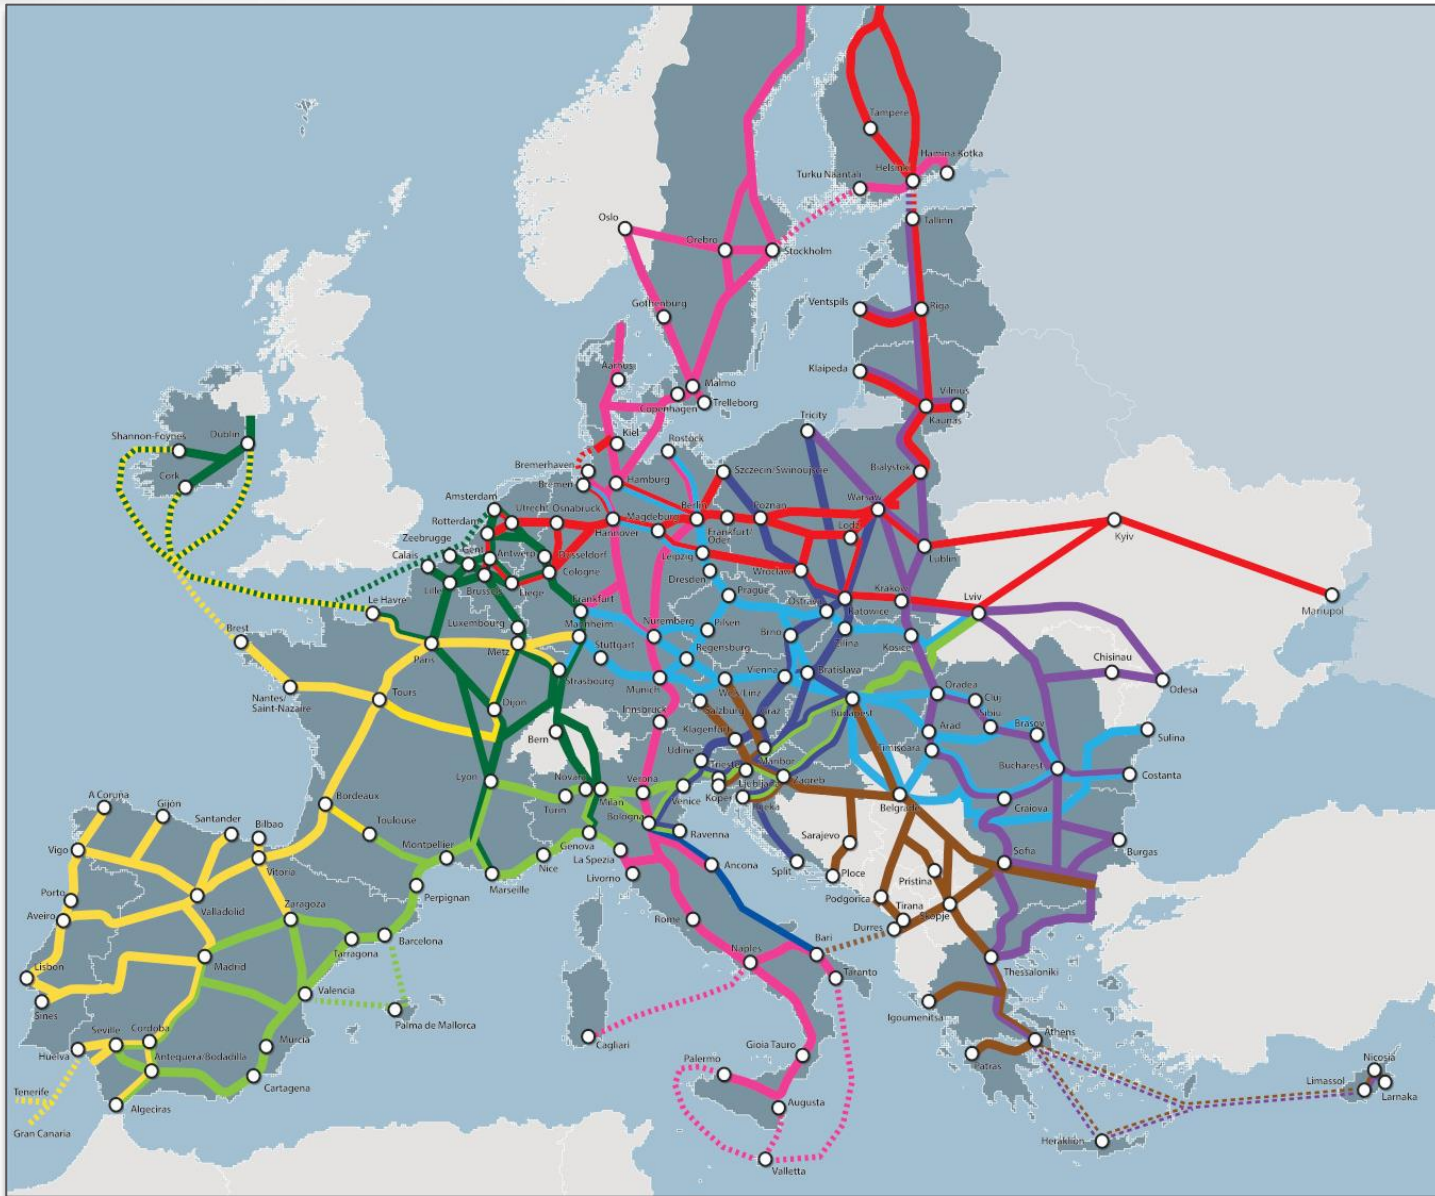 Tampere
Hamina Kotka
Helsinki
Turku Naantali
Tallinn
Oslo
Orebro
Stockholm
Ventspils
Riga
Gothenburg
Aarhus
Klaipeda
Malmo
Vilnius
Copenhagen
Trelleborg
Kaunas
Tricity
Shannon-Foynes
Dublin
Kiel
Rostock
Bremerhaven
Szczecin/Swinoujscie
Bialystok
Cork
Bremen
Hamburg
Amsterdam
Utrecht
Osnabruck
Berlin
Poznan
Warsaw
Rotterdam
Magdeburg
Hannover
Frankfurt/
Oder
Lodz
Kyiv
Zeebrugge
Gent
Antwerp
Dusseldorf
Leipzig
Lublin
Calais
Cologne
Dresden
Wroclaw
Lille
Brussels
Liege
Prague
Krakow
Lviv
Mariupol
Le Havre
Frankfurt
Ostrava
Katowice
Brest
Luxembourg
Mannheim
Nuremberg
Pilsen
Brno
Zilina
Kosice
Paris
Metz
Stuttgart
Regensburg
Chisinau
Strasbourg
Munich
Vienna
Bratislava
Odesa
Nantes/
Saint-Nazaire
Tours
Wels/Linz
Salzburg
Budapest
Oradea
Cluj
Sibiu
Dijon
Innsbruck
Graz
Arad
Brasov
Sulina
Bern
Klagenfurt
Timisoara
Udine
Maribor
Bucharest
Lyon
Novara
Verona
Trieste
Ljubljana
Zagreb
Costanta
Turin
Milan
Venice
Koper
Rijeka
Belgrade
Craiova
A Coruña
Gijón
Bordeaux
Bologna
Santander
Bilbao
Toulouse
Genova
Ravenna
Sarajevo
Burgas
Vigo
Montpellier
La Spezia
Sofia
Vitoria
Nice
Livorno
Ancona
Split
Ploce
Pristina
Marseille
Perpignan
Porto
Valladolid
Podgorica
Tirana
Skopje
Aveiro
Zaragoza
Rome
Durres
Barcelona
Tarragona
Naples
Bari
Lisbon
Madrid
Thessaloniki
Taranto
Valencia
Sines
Palma de Mallorca
Igoumenitsa
Seville
Cordoba
Cagliari
Athens
Huelva
Murcia
Gioia Tauro
Antequera/Bobadilla
Palermo
Patras
Nicosia
Tenerife
Cartagena
Limassol
Larnaka
Algeciras
Augusta
Gran Canaria
Heraklion
Valletta